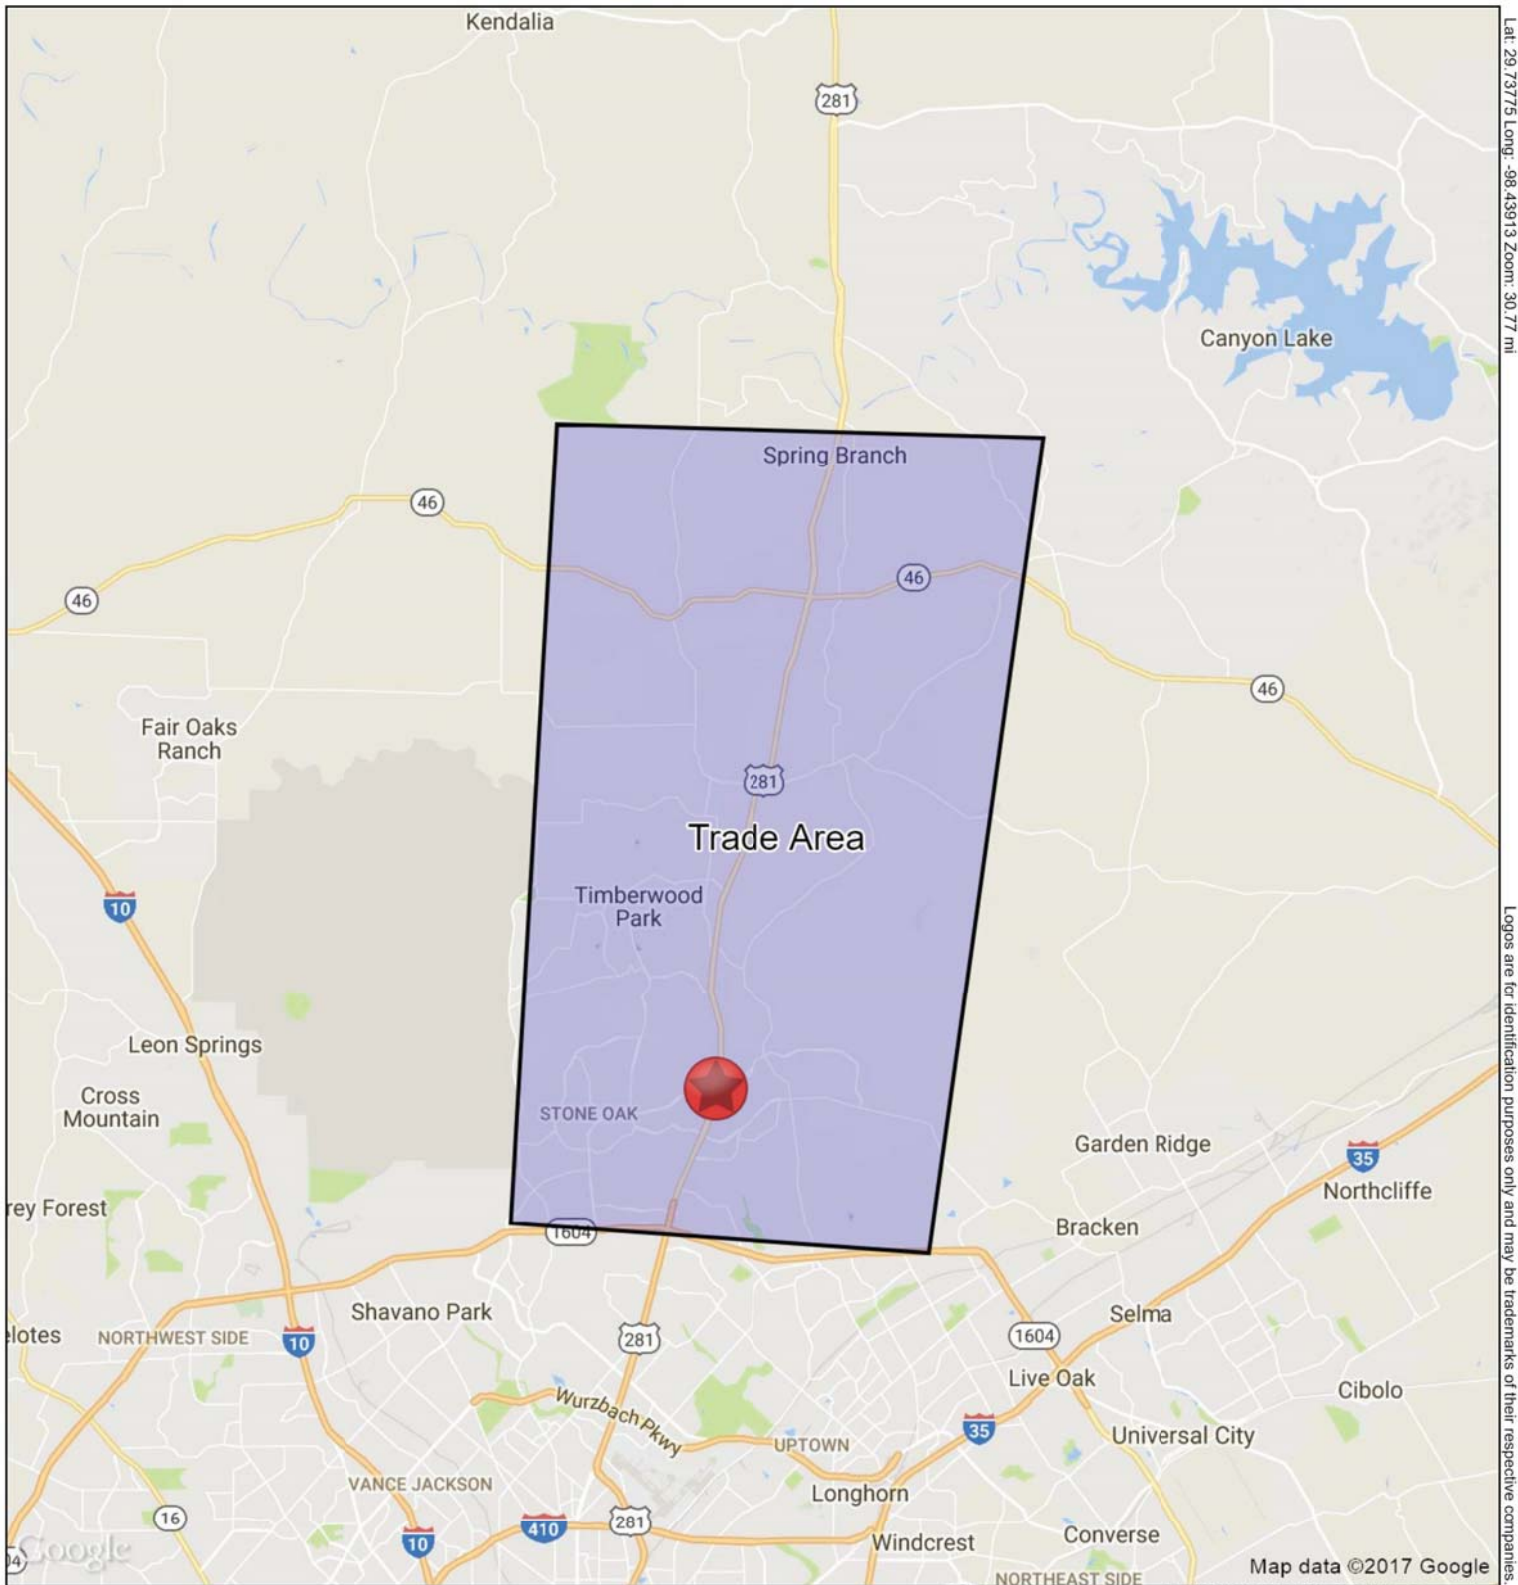 Kendalia
281
Canyon Lake
Spring Branch
46
46
46
46
Fair Oaks
Ranch
281
Trade Area
Timberwood
Park
10
Leon Springs
Cross
Mountain
STONE OAK
Garden Ridge
35
Northcliffe
rey Forest
Bracken
1604
Shavano Park
Selma
elotes
NORTHWEST SIDE
10
281
1604
Live Oak
Cibolo
Wurzbach Pkwy
35
Universal City
UPTOWN
VANCE JACKSON
Longhorn
16
410
281
10
Windcrest
Converse
04
Google
Map data ©2017 Google
NORTHEAST SIDE
Lat: 29.73775 Long: -98.43913 Zoom: 30.77 mi
Logos are for identification purposes only and may be trademarks of their respective companies.